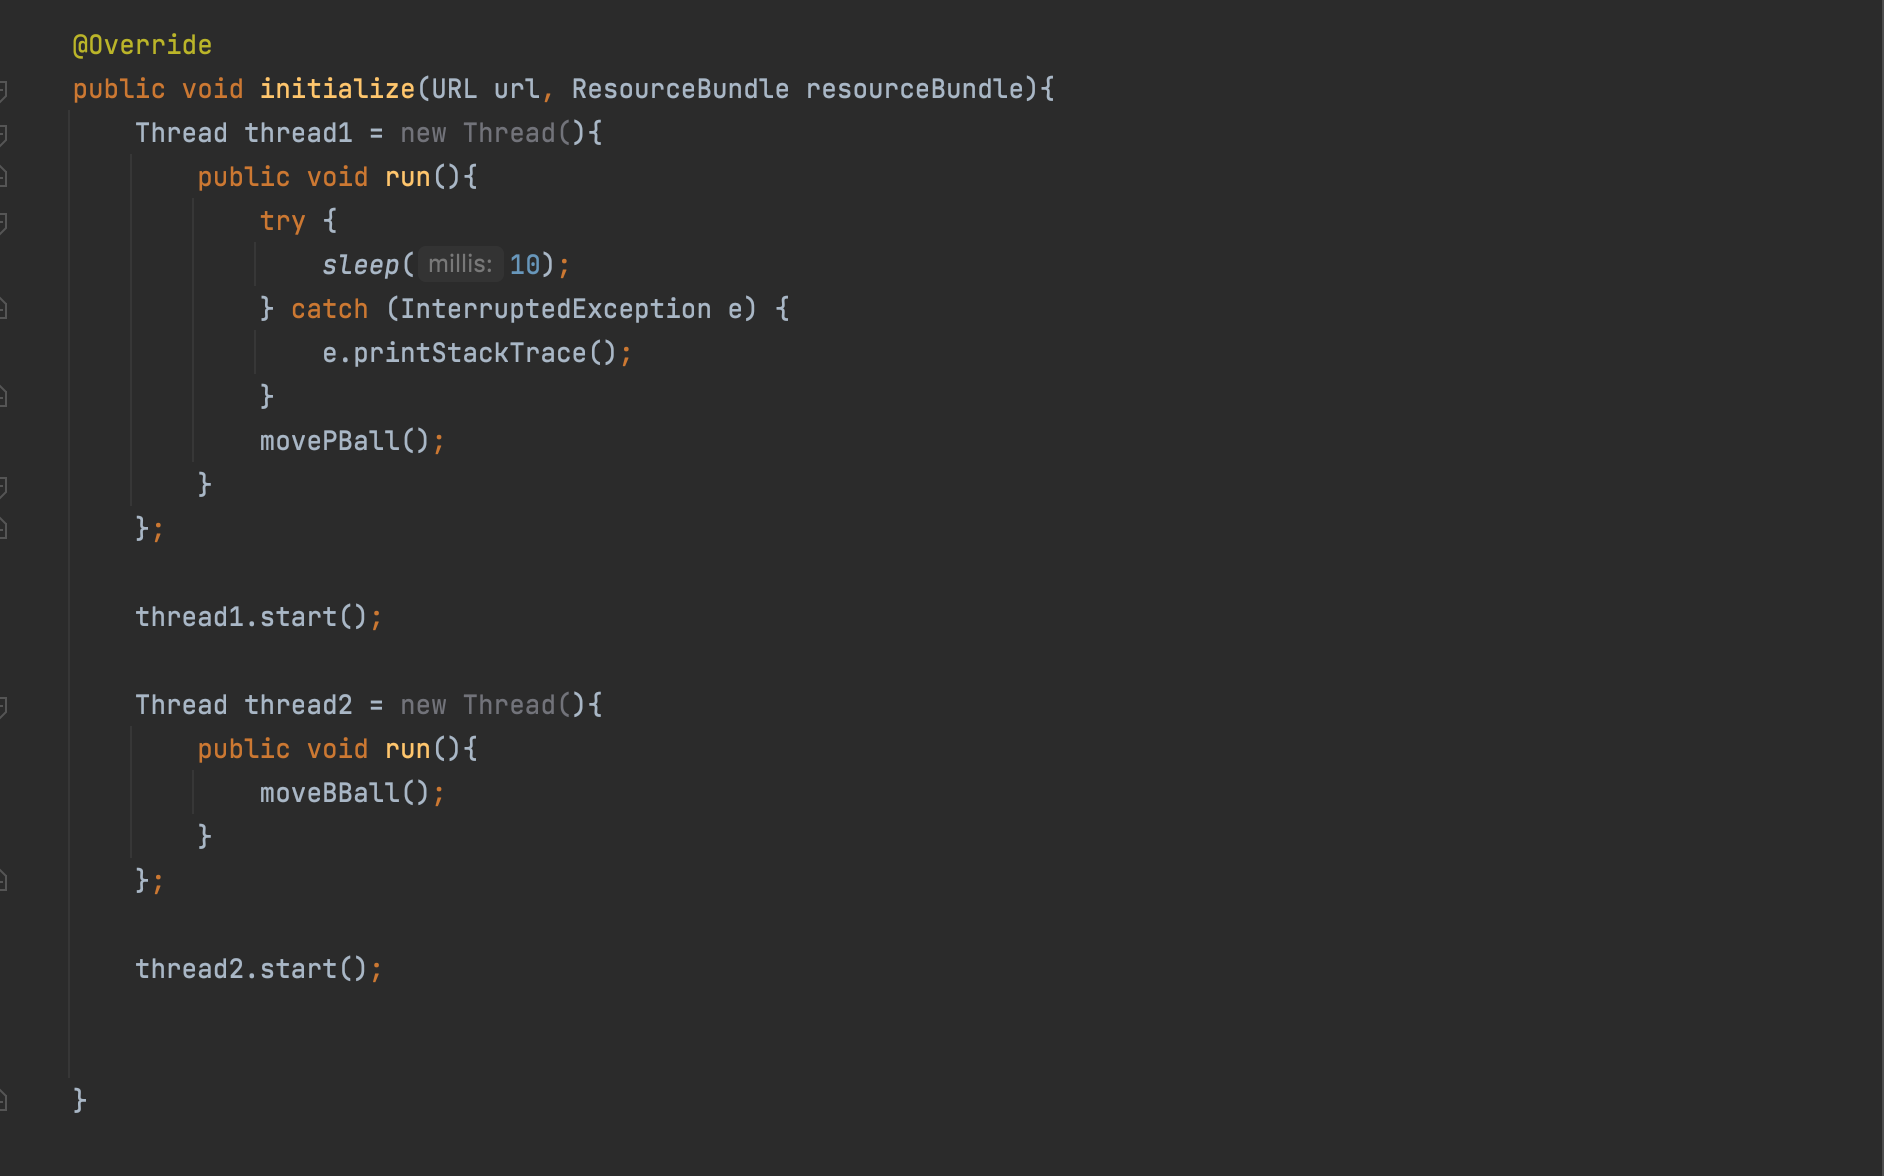 @Override
public void initialize(URL url, ResourceBundle resourceBundle){
Thread thread1 = new Thread(){
public void run(){
try {
sleep( millis: 10);
} catch (InterruptedException e) {
e.printStackTrace();
}
movePBall();
}
};
thread1.start();
Thread thread2 = new Thread(){
public void run(){
moveBBall();
}
};
thread2.start();
}